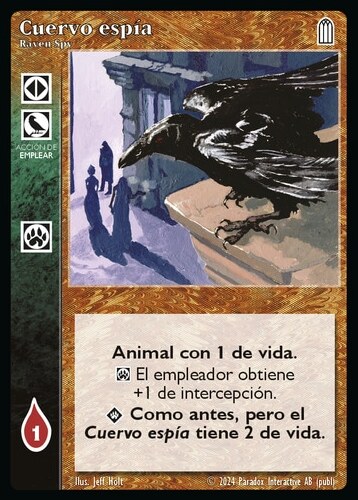 Cuervo espía
Raven Spy
ACCIÓN DE
EMPLEAR
Animal con 1 de vida.
El empleador obtiene
+1 de intercepción.
Como antes, pero el
Cuervo espía tiene 2 de vida.
1
Ilus. Jeff Holt
© 2024 Paradox Interactive AB (publ)